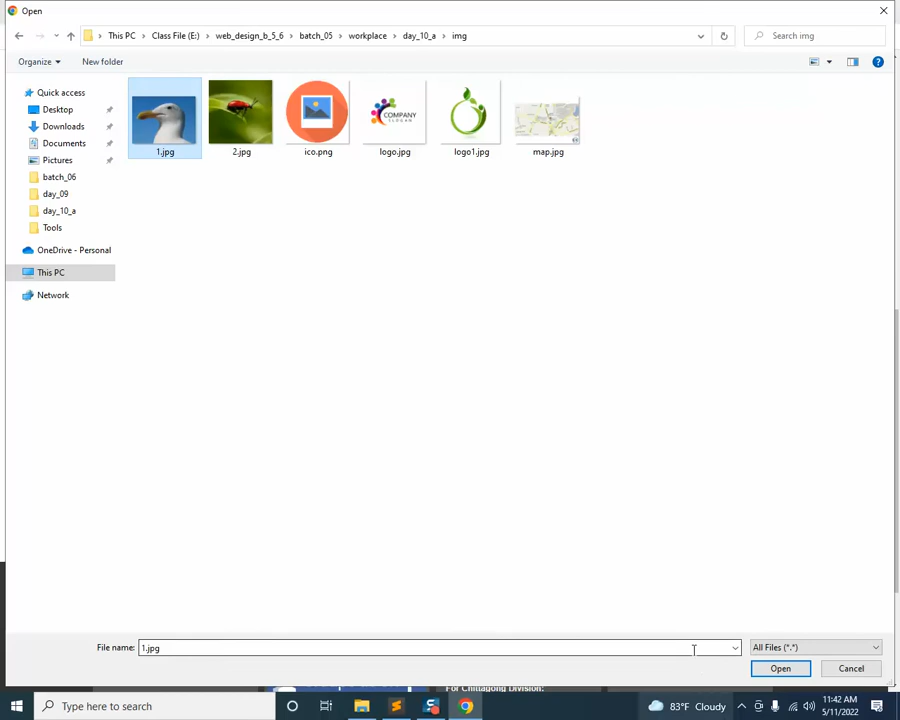 Open
This PC
Class File (E:)
web_design_b_5_6
batch_05
workplace
day_10_a
img
Search img
Organize
New folder
Quick access
Desktop
Downloads
Documents
Pictures
batch_06
day_09
day_10_a
Tools
OneDrive - Personal
This PC
Network
COMPANY
SLOGAN
1.jpg
2.jpg
ico.png
logo.jpg
logo1.jpg
map.jpg
File name:
1.jpg
All Files (*.*)
Open
Cancel
For Chittagong Division:
Type here to search
83°F Cloudy
11:42 AM
5/11/2022